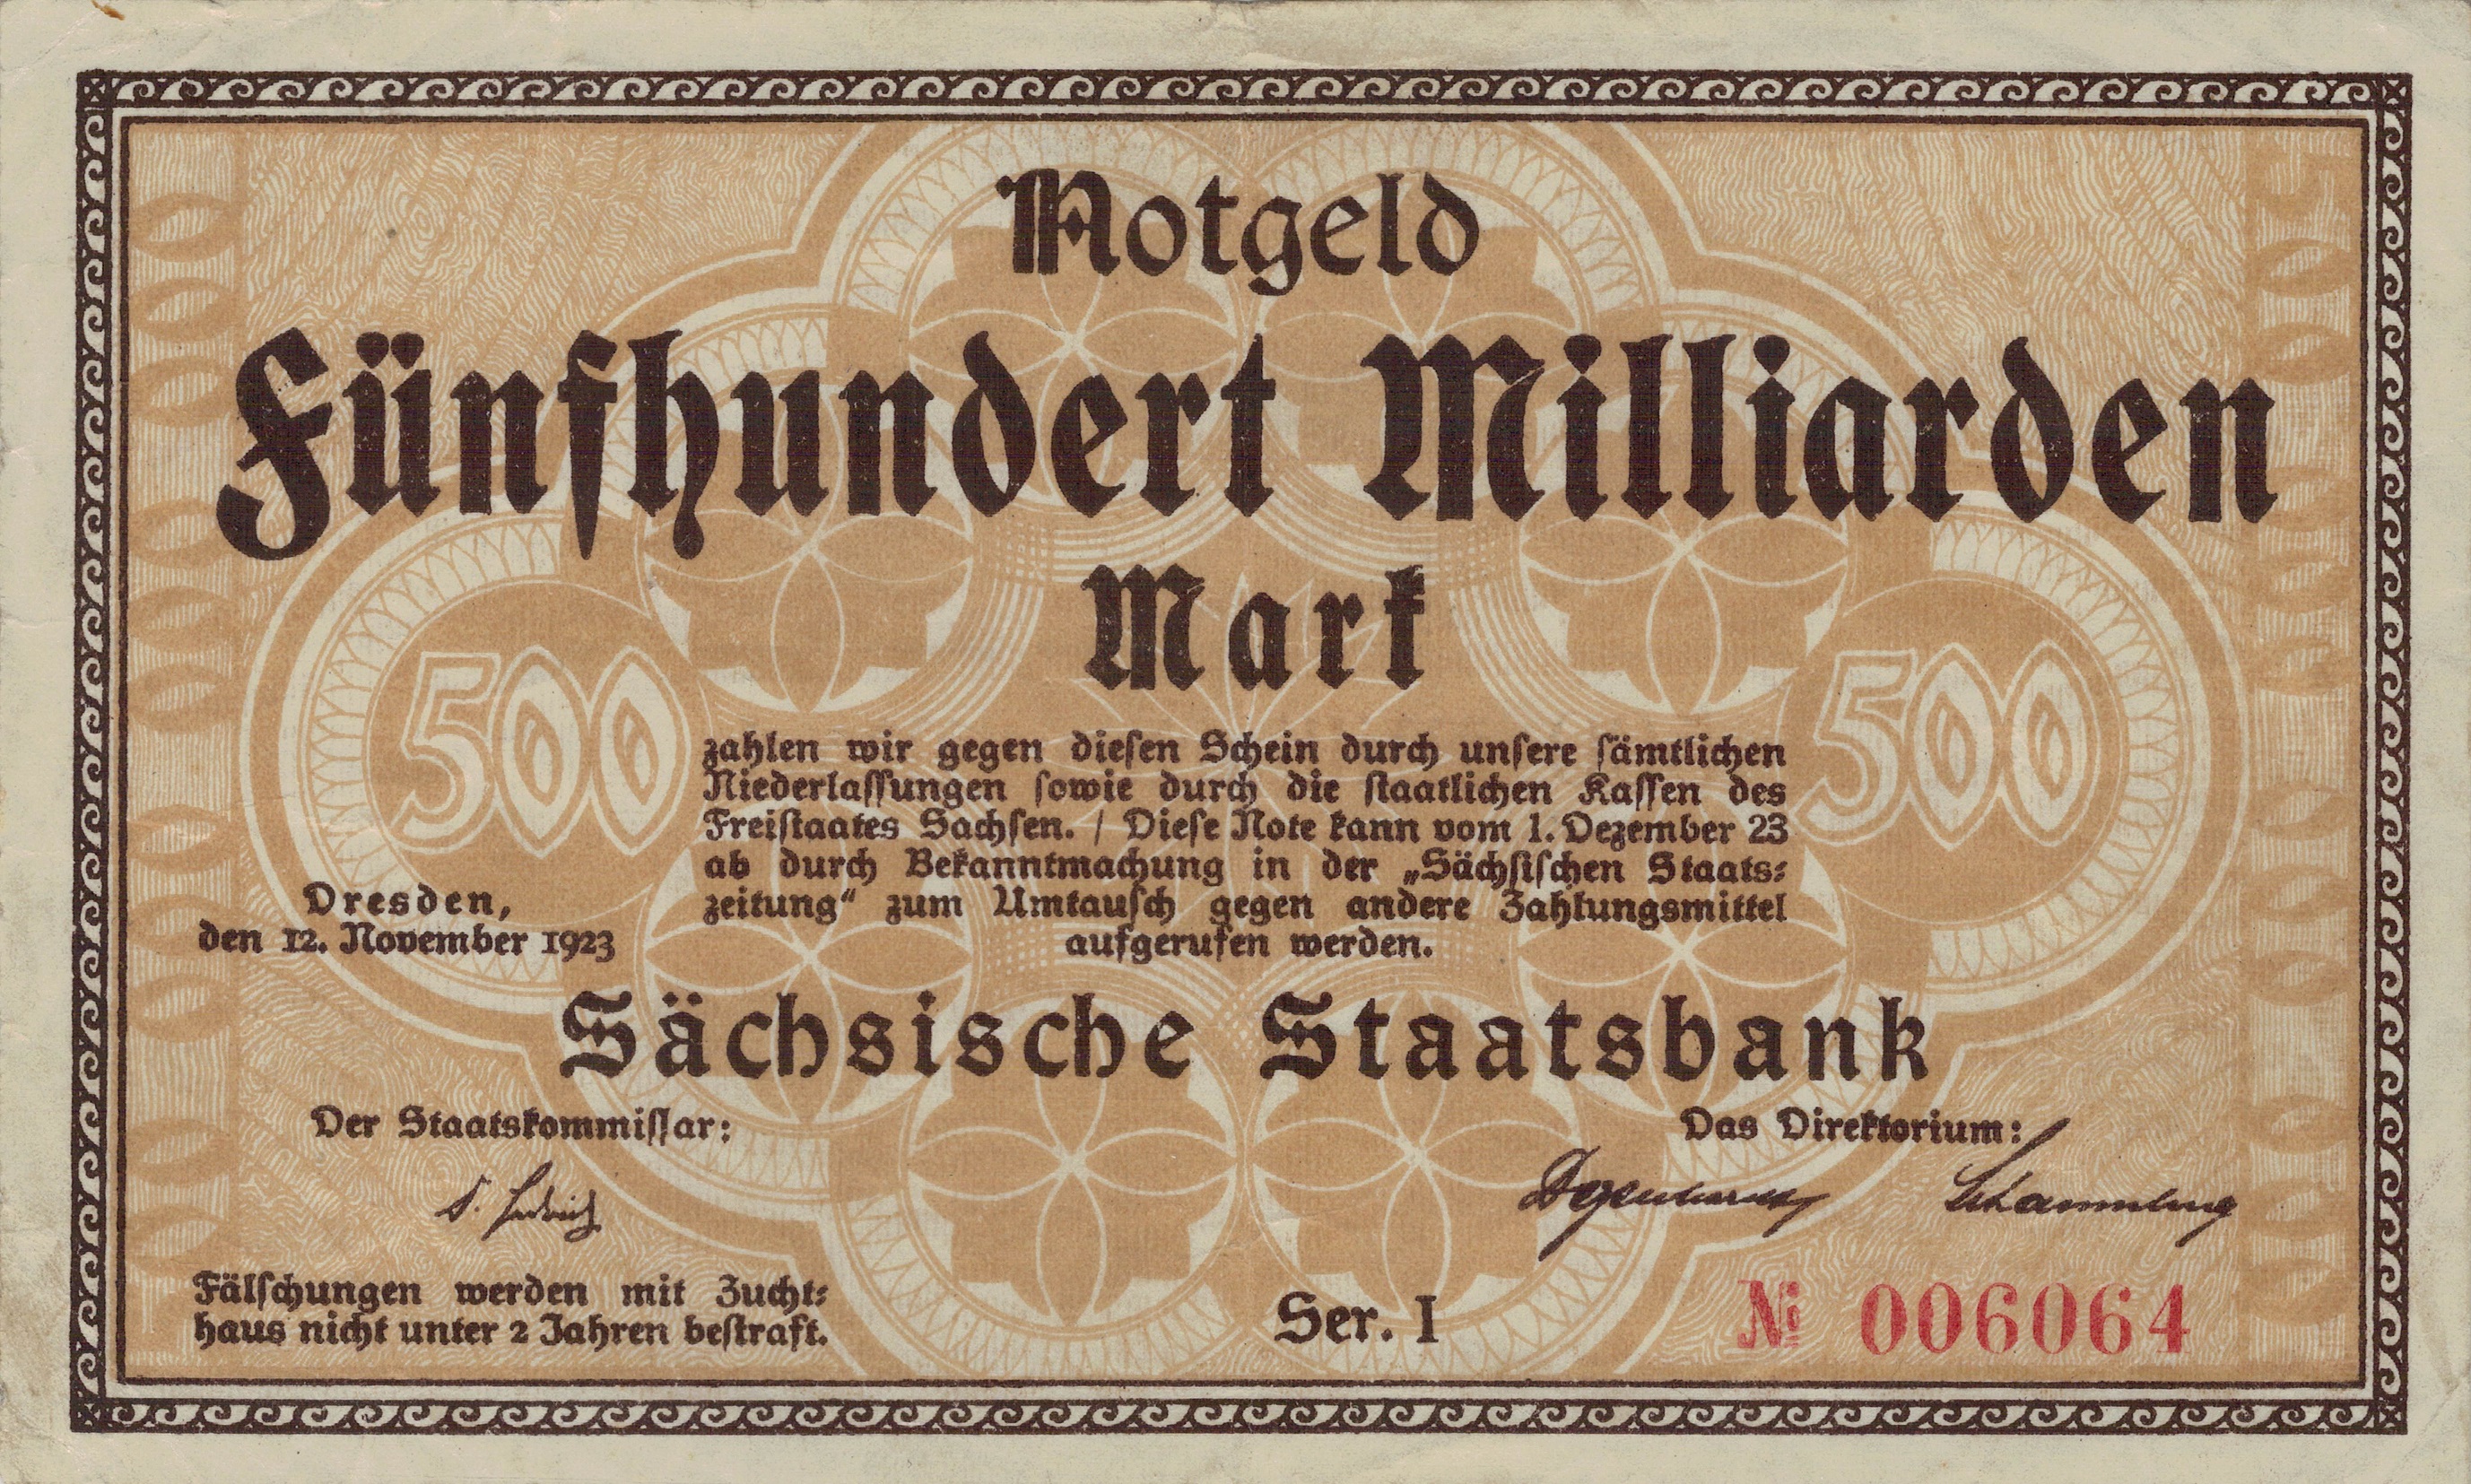 Notgeld
Fünfhundert Milliarden
Mark
500
500
zahlen wir gegen diesen Schein durch unsere sämtlichen
Niederlassungen sowie durch die staatlichen Kassen des
Freistaates Sachsen. / Diese Note kann vom 1. Dezember 23
ab durch Bekanntmachung in der „Sächsischen Staats-
zeitung“ zum Umtausch gegen andere Zahlungsmittel
aufgerufen werden.
Dresden,
den 12. November 1923
Sächsische Staatsbank
Der Staatskommissar:
Das Direktorium:
Degenhardt
Fälschungen werden mit Zucht-
haus nicht unter 2 Jahren bestraft.
Ser. I
No 006064